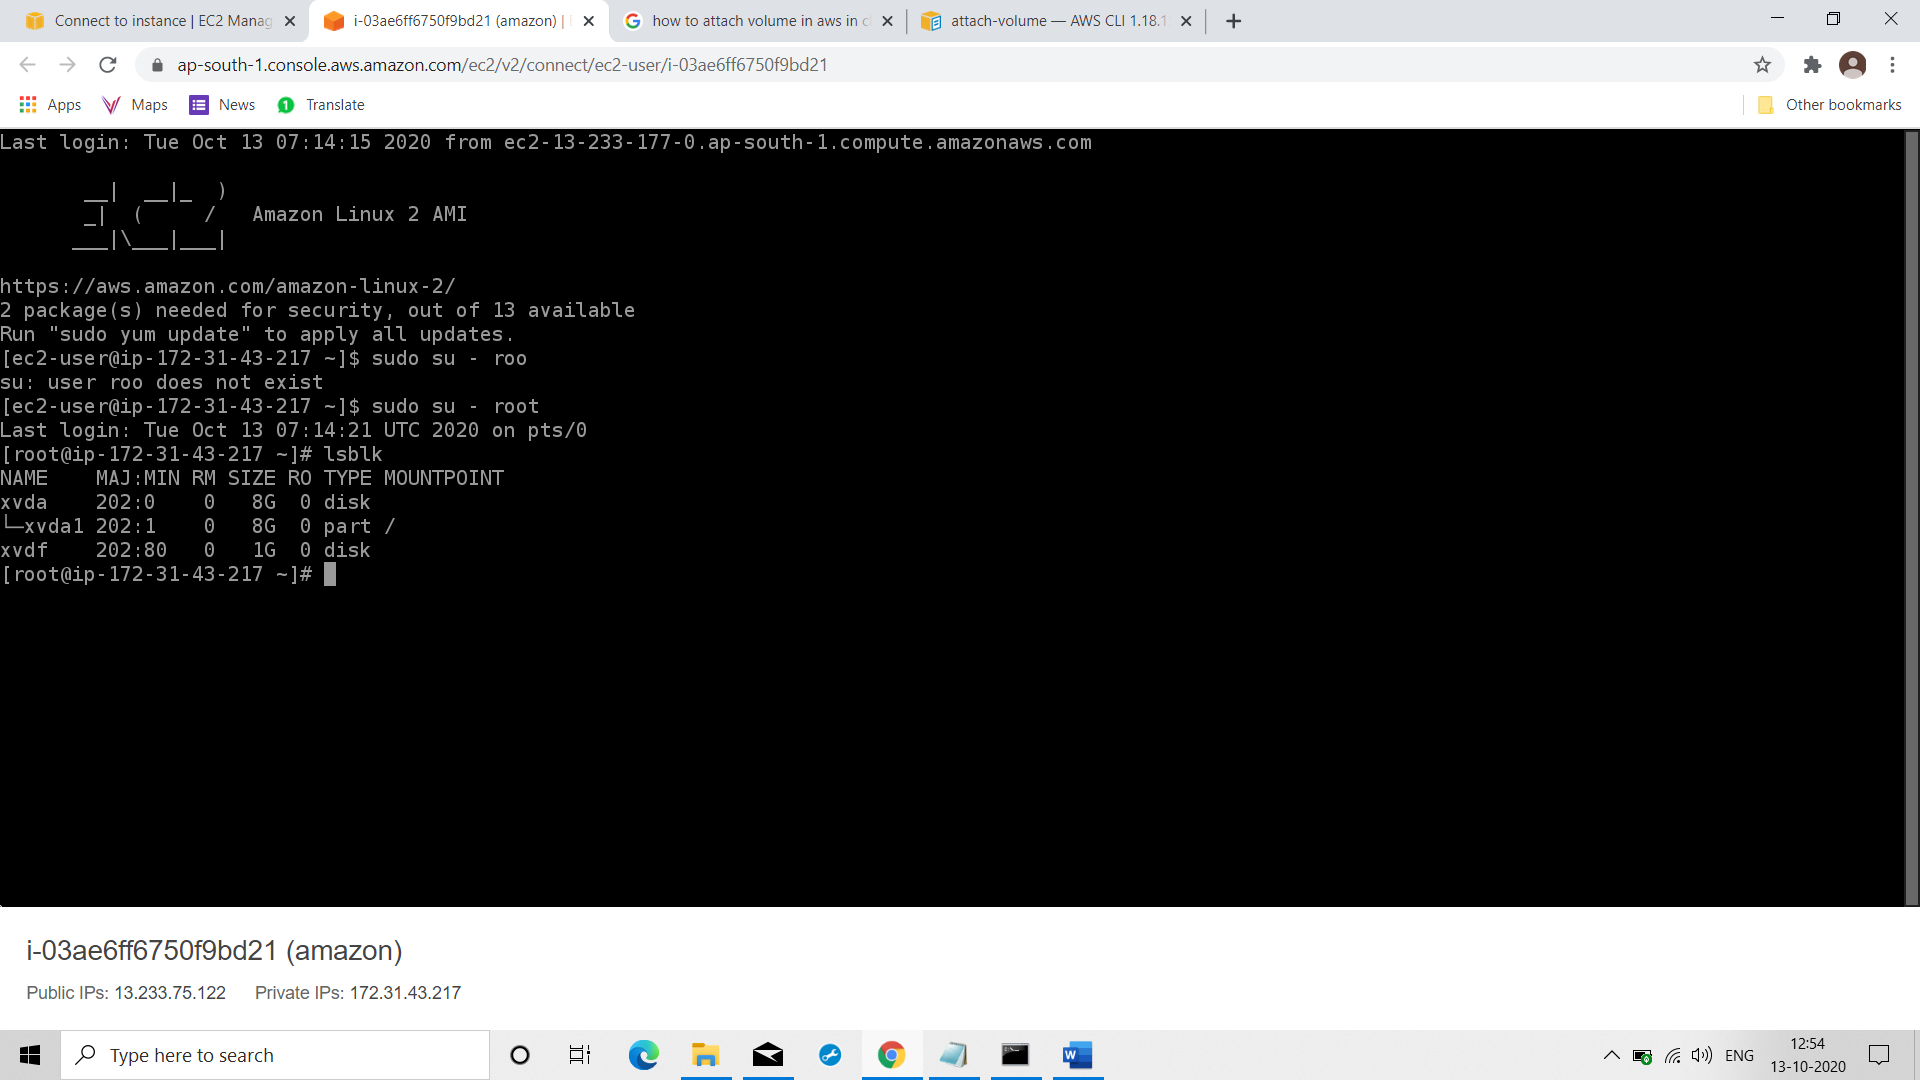 Connect to instance | EC2 Manag
i-03ae6ff6750f9bd21 (amazon) |
how to attach volume in aws in c
attach-volume — AWS CLI 1.18.1
ap-south-1.console.aws.amazon.com/ec2/v2/connect/ec2-user/i-03ae6ff6750f9bd21
Apps Maps News 1 Translate Other bookmarks
Last login: Tue Oct 13 07:14:15 2020 from ec2-13-233-177-0.ap-south-1.compute.amazonaws.com
__|  __|_  )
_|  (     /   Amazon Linux 2 AMI
___|\___|___|
https://aws.amazon.com/amazon-linux-2/
2 package(s) needed for security, out of 13 available
Run "sudo yum update" to apply all updates.
[ec2-user@ip-172-31-43-217 ~]$ sudo su - roo
su: user roo does not exist
[ec2-user@ip-172-31-43-217 ~]$ sudo su - root
Last login: Tue Oct 13 07:14:21 UTC 2020 on pts/0
[root@ip-172-31-43-217 ~]# lsblk
NAME    MAJ:MIN RM SIZE RO TYPE MOUNTPOINT
xvda    202:0    0   8G  0 disk
└─xvda1 202:1    0   8G  0 part /
xvdf    202:80   0   1G  0 disk
[root@ip-172-31-43-217 ~]#
i-03ae6ff6750f9bd21 (amazon)
Public IPs: 13.233.75.122 Private IPs: 172.31.43.217
Type here to search
W
ENG
12:54
13-10-2020